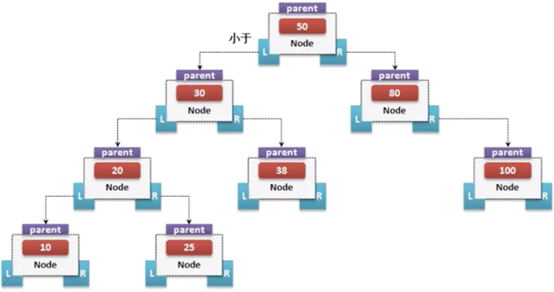 parent
50
小于
Node
L R
parent parent
30 80
Node Node
L R L R
parent parent parent
20 38 100
Node Node Node
L R L R L R
parent parent
10 25
Node Node
L R L R